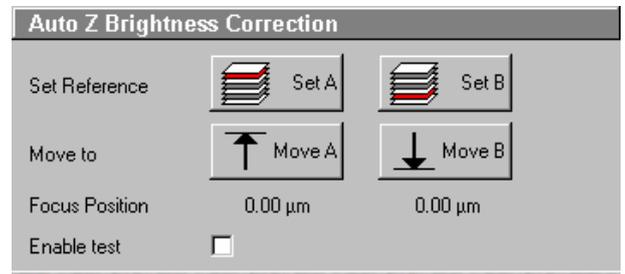 Auto Z Brightness Correction
Set Reference Set A Set B
Move to Move A Move B
Focus Position 0.00 µm 0.00 µm
Enable test